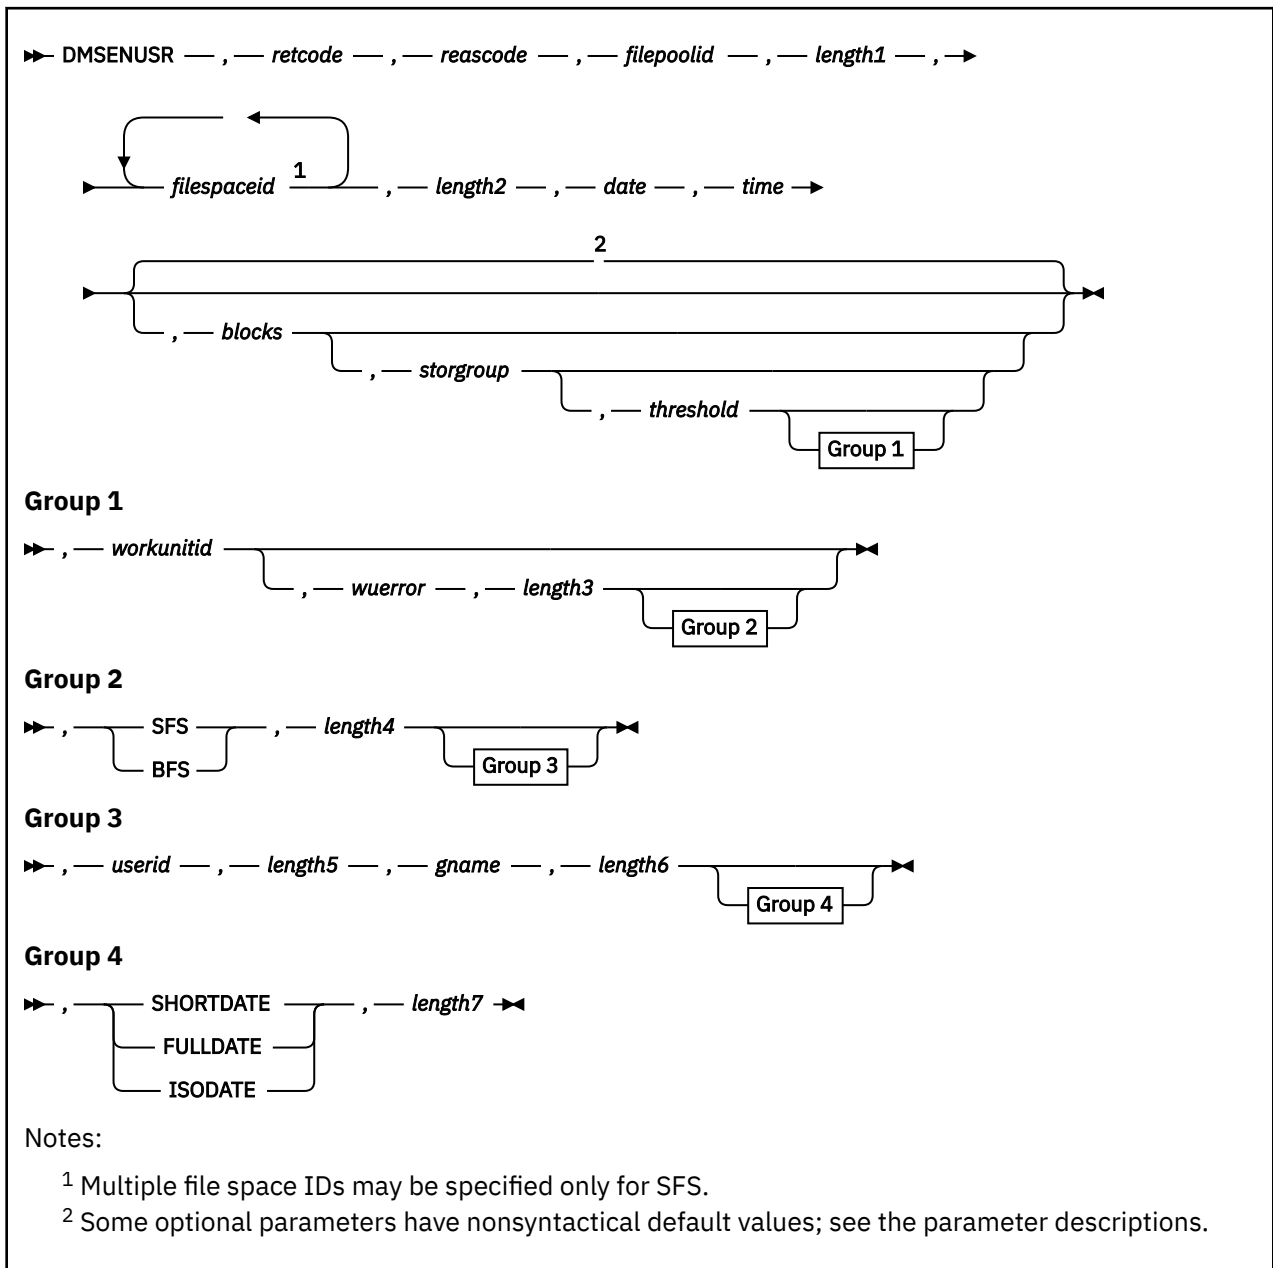 DMSENUSR , retcode , reascode , filepoolid , length1 ,
filespaceid 1 , length2 , date , time
2
, blocks
, storgroup
, threshold
Group 1
Group 1
, workunitid
, wuerror , length3
Group 2
Group 2
, SFS , length4
BFS Group 3
Group 3
, userid , length5 , gname , length6
Group 4
Group 4
, SHORTDATE , length7
FULLDATE
ISODATE
Notes:
1 Multiple file space IDs may be specified only for SFS.
2 Some optional parameters have nonsyntactical default values; see the parameter descriptions.